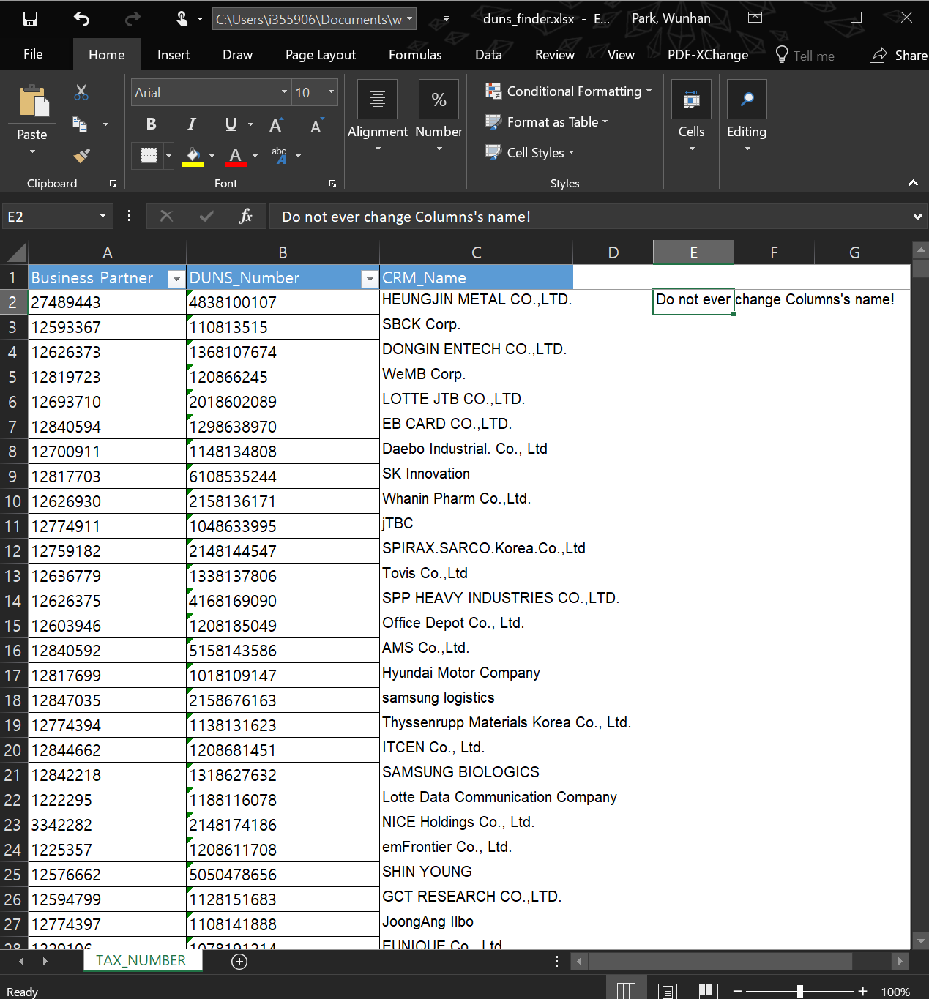 C:\Users\i355906\Documents\w
duns_finder.xlsx - E... Park, Wunhan
File Home Insert Draw Page Layout Formulas Data Review View PDF-XChange Tell me Share
Paste
Clipboard
Arial 10
B I U A A
A abc A
Font
Alignment
%
Number
Conditional Formatting
Format as Table
Cell Styles
Styles
Cells
Editing
E2 fx Do not ever change Columns's name!
A B C D E F G
1 Business Partner DUNS_Number CRM_Name
2 27489443 4838100107 HEUNGJIN METAL CO.,LTD. Do not ever change Columns's name!
3 12593367 110813515 SBCK Corp.
4 12626373 1368107674 DONGIN ENTECH CO.,LTD.
5 12819723 120866245 WeMB Corp.
6 12693710 2018602089 LOTTE JTB CO.,LTD.
7 12840594 1298638970 EB CARD CO.,LTD.
8 12700911 1148134808 Daebo Industrial. Co., Ltd
9 12817703 6108535244 SK Innovation
10 12626930 2158136171 Whanin Pharm Co.,Ltd.
11 12774911 1048633995 jTBC
12 12759182 2148144547 SPIRAX.SARCO.Korea.Co.,Ltd
13 12636779 1338137806 Tovis Co.,Ltd
14 12626375 4168169090 SPP HEAVY INDUSTRIES CO.,LTD.
15 12603946 1208185049 Office Depot Co., Ltd.
16 12840592 5158143586 AMS Co.,Ltd.
17 12817699 1018109147 Hyundai Motor Company
18 12847035 2158676163 samsung logistics
19 12774394 1138131623 Thyssenrupp Materials Korea Co., Ltd.
20 12844662 1208681451 ITCEN Co., Ltd.
21 12842218 1318627632 SAMSUNG BIOLOGICS
22 1222295 1188116078 Lotte Data Communication Company
23 3342282 2148174186 NICE Holdings Co., Ltd.
24 1225357 1208611708 emFrontier Co., Ltd.
25 12576662 5050478656 SHIN YOUNG
26 12594799 1128151683 GCT RESEARCH CO.,LTD.
27 12774397 1108141888 JoongAng Ilbo
28 1229106 1078191214 EUNIQUE Co., Ltd
TAX_NUMBER
Ready 100%